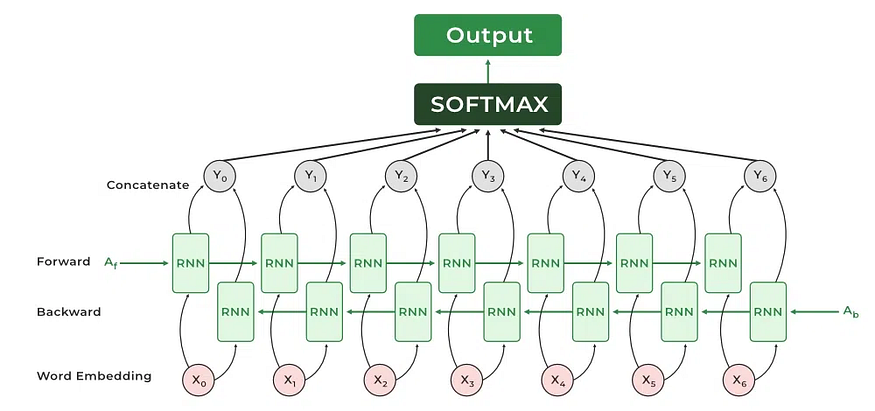 Output
SOFTMAX
Concatenate Y0 Y1 Y2 Y3 Y4 Y5 Y6
Forward Af RNN RNN RNN RNN RNN RNN RNN
Backward RNN RNN RNN RNN RNN RNN RNN Ab
Word Embedding X0 X1 X2 X3 X4 X5 X6